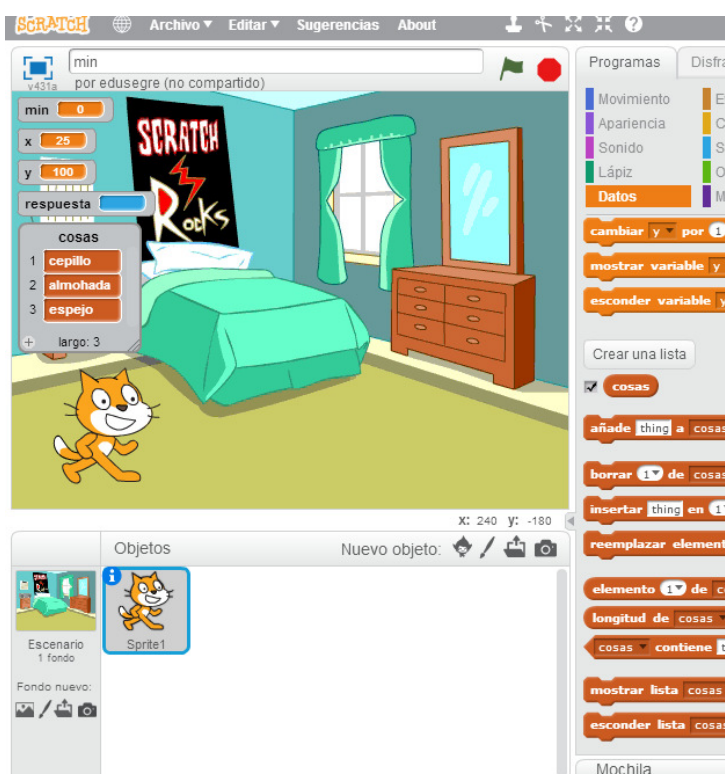 SCRATCH Archivo Editar Sugerencias About
min
v431a por edusegre (no compartido)
min 0
x 25
y 100
respuesta
cosas
1 cepillo
2 almohada
3 espejo
+ largo: 3
SCRATCH
Rocks
X: 240 y: -180
Objetos Nuevo objeto:
Escenario
1 fondo
Fondo nuevo:
Sprite1
Programas Disfra
Movimiento E
Apariencia C
Sonido S
Lápiz O
Datos M
cambiar y por 1
mostrar variable y
esconder variable y
Crear una lista
cosas
añade thing a cosas
borrar 1 de cosas
insertar thing en 1
reemplazar element
elemento 1 de co
longitud de cosas
cosas contiene t
mostrar lista cosas
esconder lista cosas
Mochila